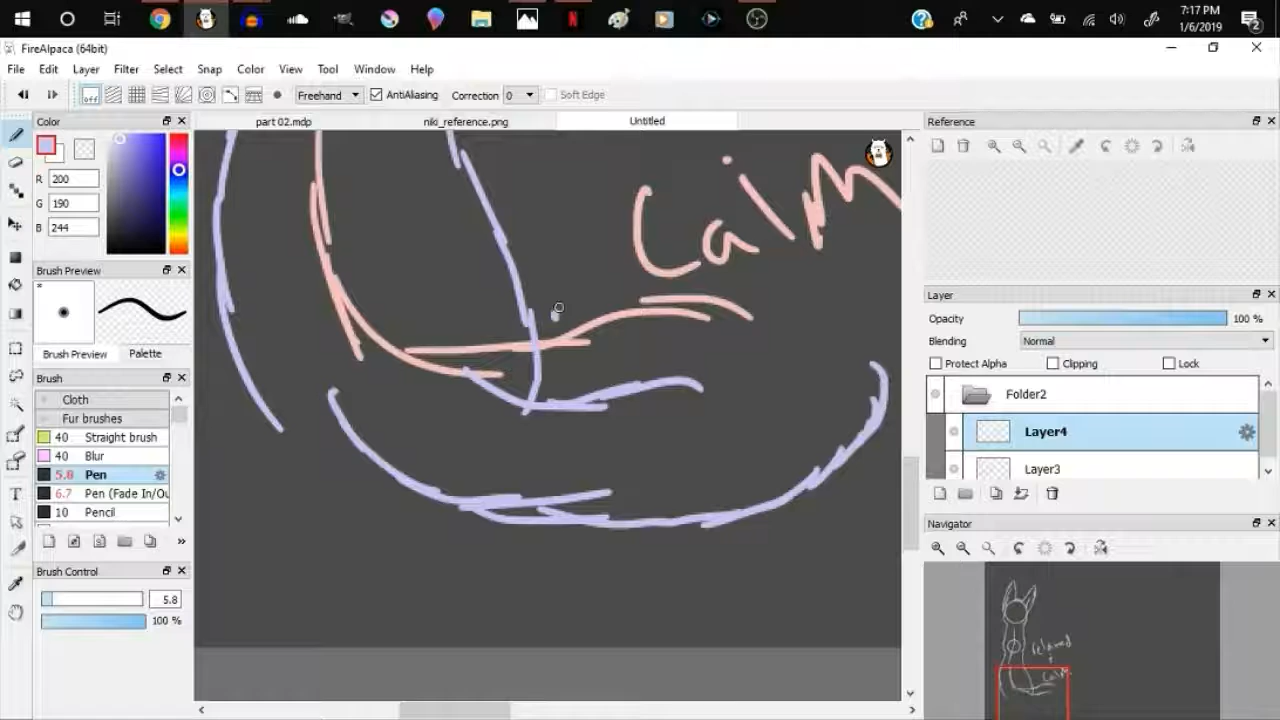 7:17 PM
1/6/2019
2
FireAlpaca (64bit)
File Edit Layer Filter Select Snap Color View Tool Window Help
off Freehand AntiAliasing Correction 0 Soft Edge
Color
part 02.mdp niki_reference.png Untitled
Reference
R 200
G 190
B 244
Calm
Brush Preview
Layer
Opacity 100 %
Blending Normal
Brush Preview Palette
Protect Alpha Clipping Lock
Brush
Folder2
Cloth
Fur brushes
40 Straight brush
Layer4
40 Blur
5.8 Pen
Layer3
6.7 Pen (Fade In/Ou
10 Pencil
Navigator
Brush Control
5.8
100 %
relaxed
Calm